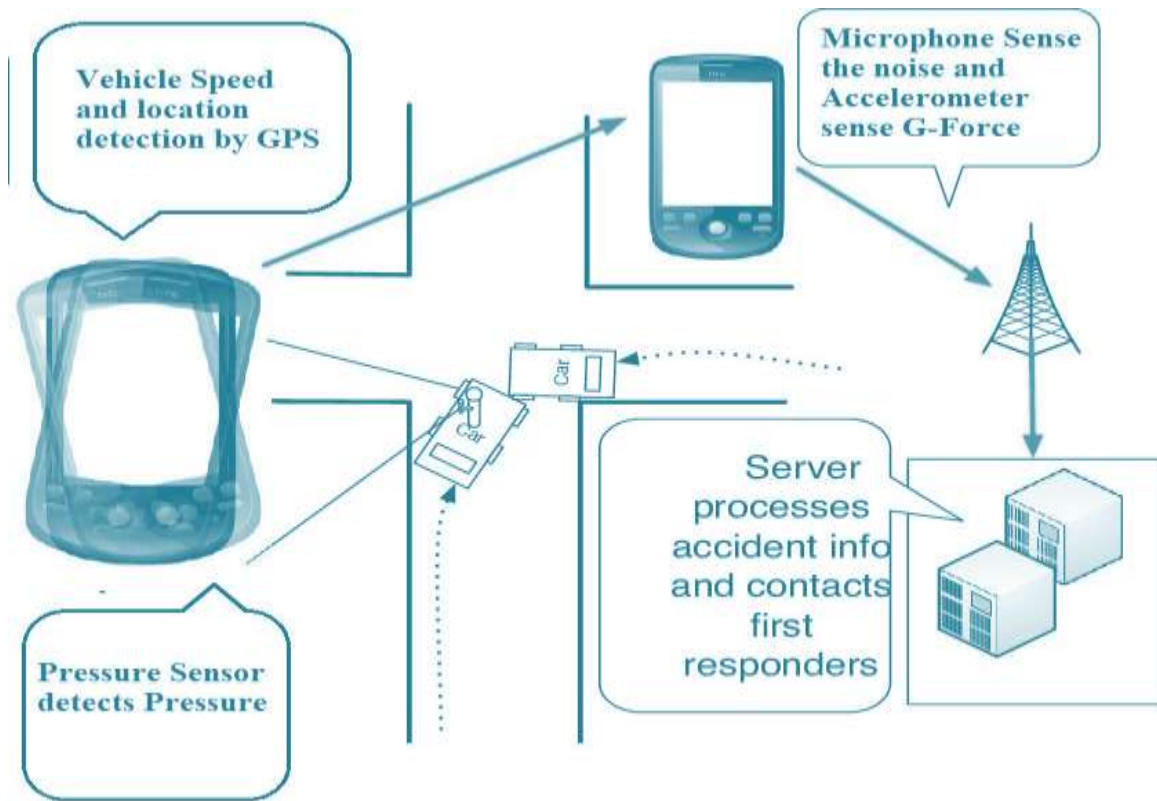 Vehicle Speed
and location
detection by GPS
Microphone Sense
the noise and
Accelerometer
sense G-Force
Car
Car
Server
processes
accident info
and contacts
first
responders
Pressure Sensor
detects Pressure